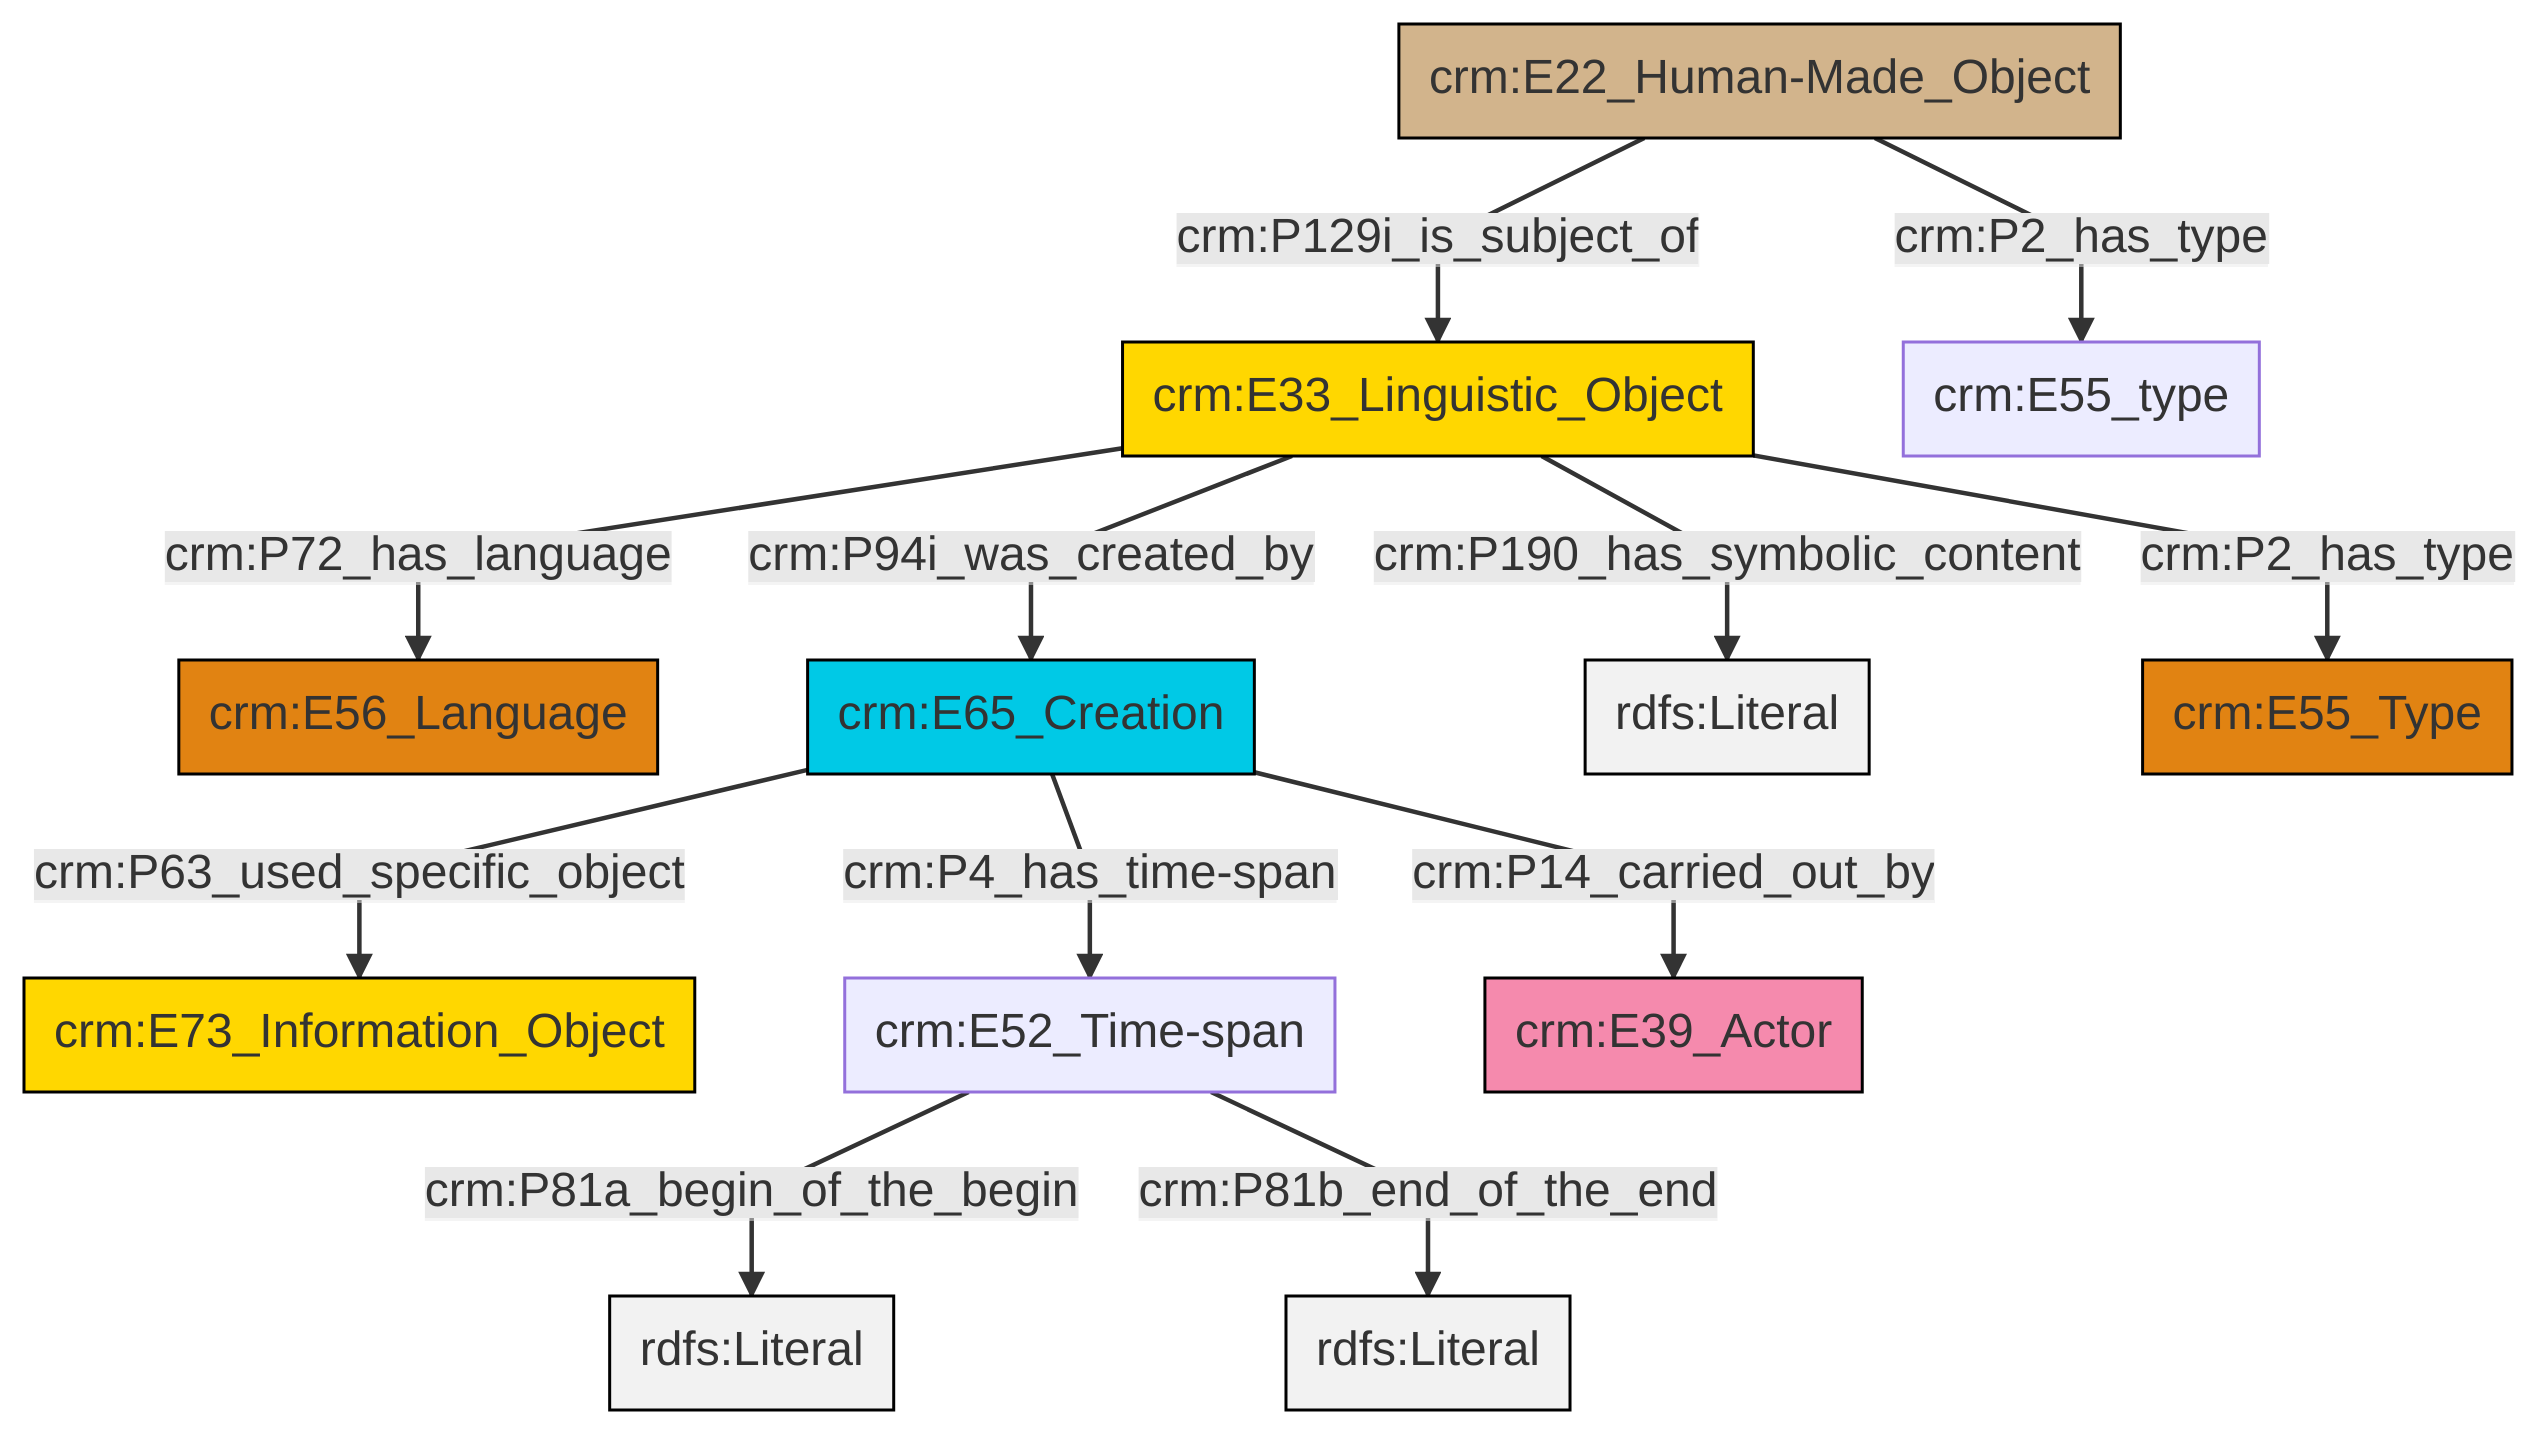 crm:E22_Human-Made_Object
crm:P129i_is_subject_of
crm:P2_has_type
crm:E33_Linguistic_Object
crm:E55_type
crm:P72_has_language
crm:P94i_was_created_by
crm:P190_has_symbolic_content
crm:P2_has_type
crm:E56_Language
crm:E65_Creation
rdfs:Literal
crm:E55_Type
crm:P63_used_specific_object
crm:P4_has_time-span
crm:P14_carried_out_by
crm:E73_Information_Object
crm:E52_Time-span
crm:E39_Actor
crm:P81a_begin_of_the_begin
crm:P81b_end_of_the_end
rdfs:Literal
rdfs:Literal